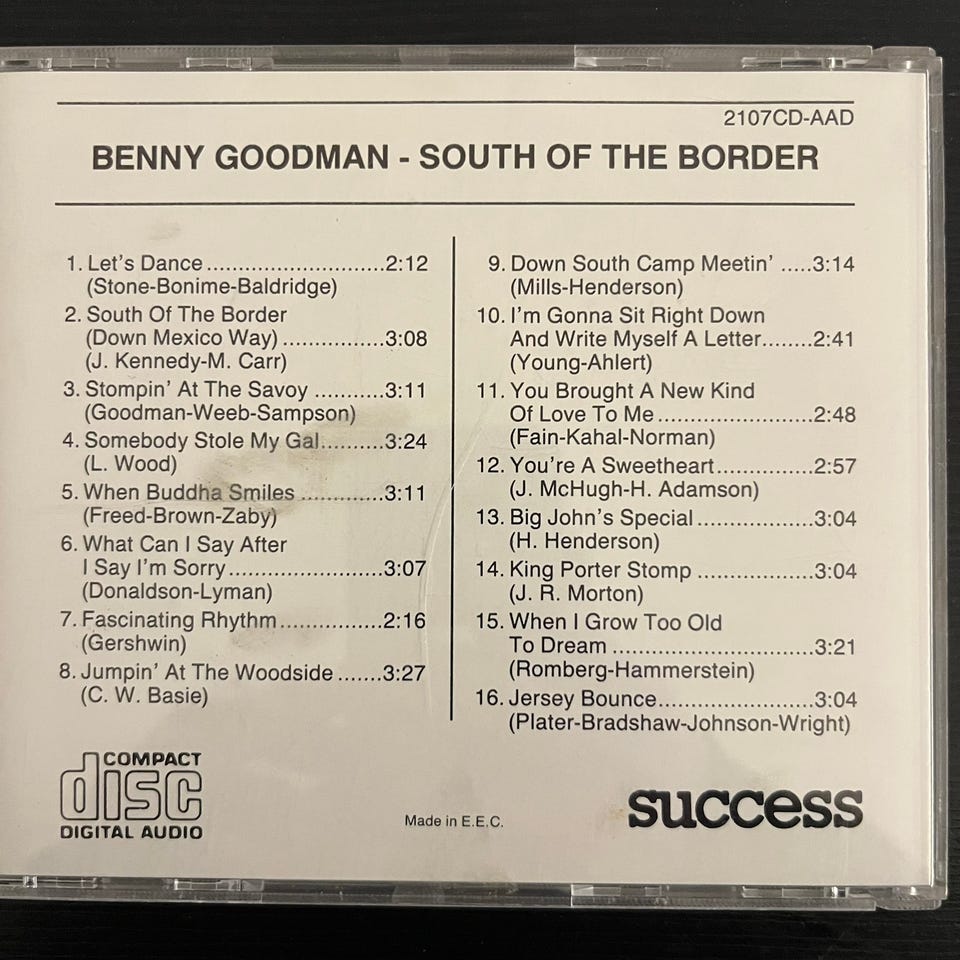 2107CD-AAD
BENNY GOODMAN - SOUTH OF THE BORDER
1. Let's Dance............................2:12
(Stone-Bonime-Baldridge)
2. South Of The Border
(Down Mexico Way)................3:08
(J. Kennedy-M. Carr)
3. Stompin' At The Savoy...........3:11
(Goodman-Weeb-Sampson)
4. Somebody Stole My Gal..........3:24
(L. Wood)
5. When Buddha Smiles.............3:11
(Freed-Brown-Zaby)
6. What Can I Say After
I Say I'm Sorry........................3:07
(Donaldson-Lyman)
7. Fascinating Rhythm................2:16
(Gershwin)
8. Jumpin' At The Woodside.......3:27
(C. W. Basie)
9. Down South Camp Meetin' .....3:14
(Mills-Henderson)
10. I'm Gonna Sit Right Down
And Write Myself A Letter........2:41
(Young-Ahlert)
11. You Brought A New Kind
Of Love To Me.........................2:48
(Fain-Kahal-Norman)
12. You're A Sweetheart...............2:57
(J. McHugh-H. Adamson)
13. Big John's Special..................3:04
(H. Henderson)
14. King Porter Stomp..................3:04
(J. R. Morton)
15. When I Grow Too Old
To Dream................................3:21
(Romberg-Hammerstein)
16. Jersey Bounce........................3:04
(Plater-Bradshaw-Johnson-Wright)
COMPACT
disc
DIGITAL AUDIO
Made in E.E.C.
success